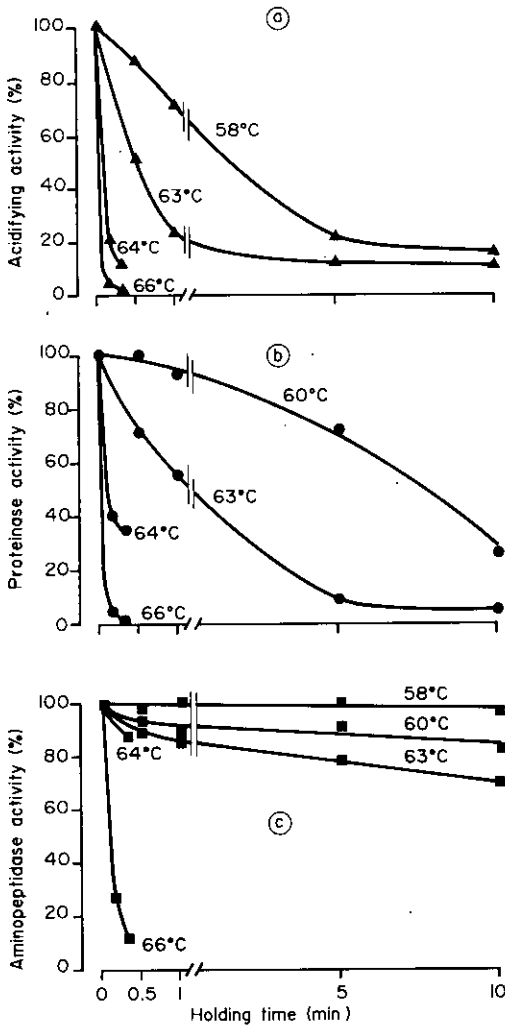 a
Acidifying activity (%)
100
80
60
40
20
0
58°C
63°C
64°C
66°C
b
Proteinase activity (%)
100
80
60
40
20
0
60°C
63°C
64°C
66°C
c
Aminopeptidase activity (%)
100
80
60
40
20
0
58°C
60°C
63°C
64°C
66°C
0 0.5 1 5 10
Holding time (min)